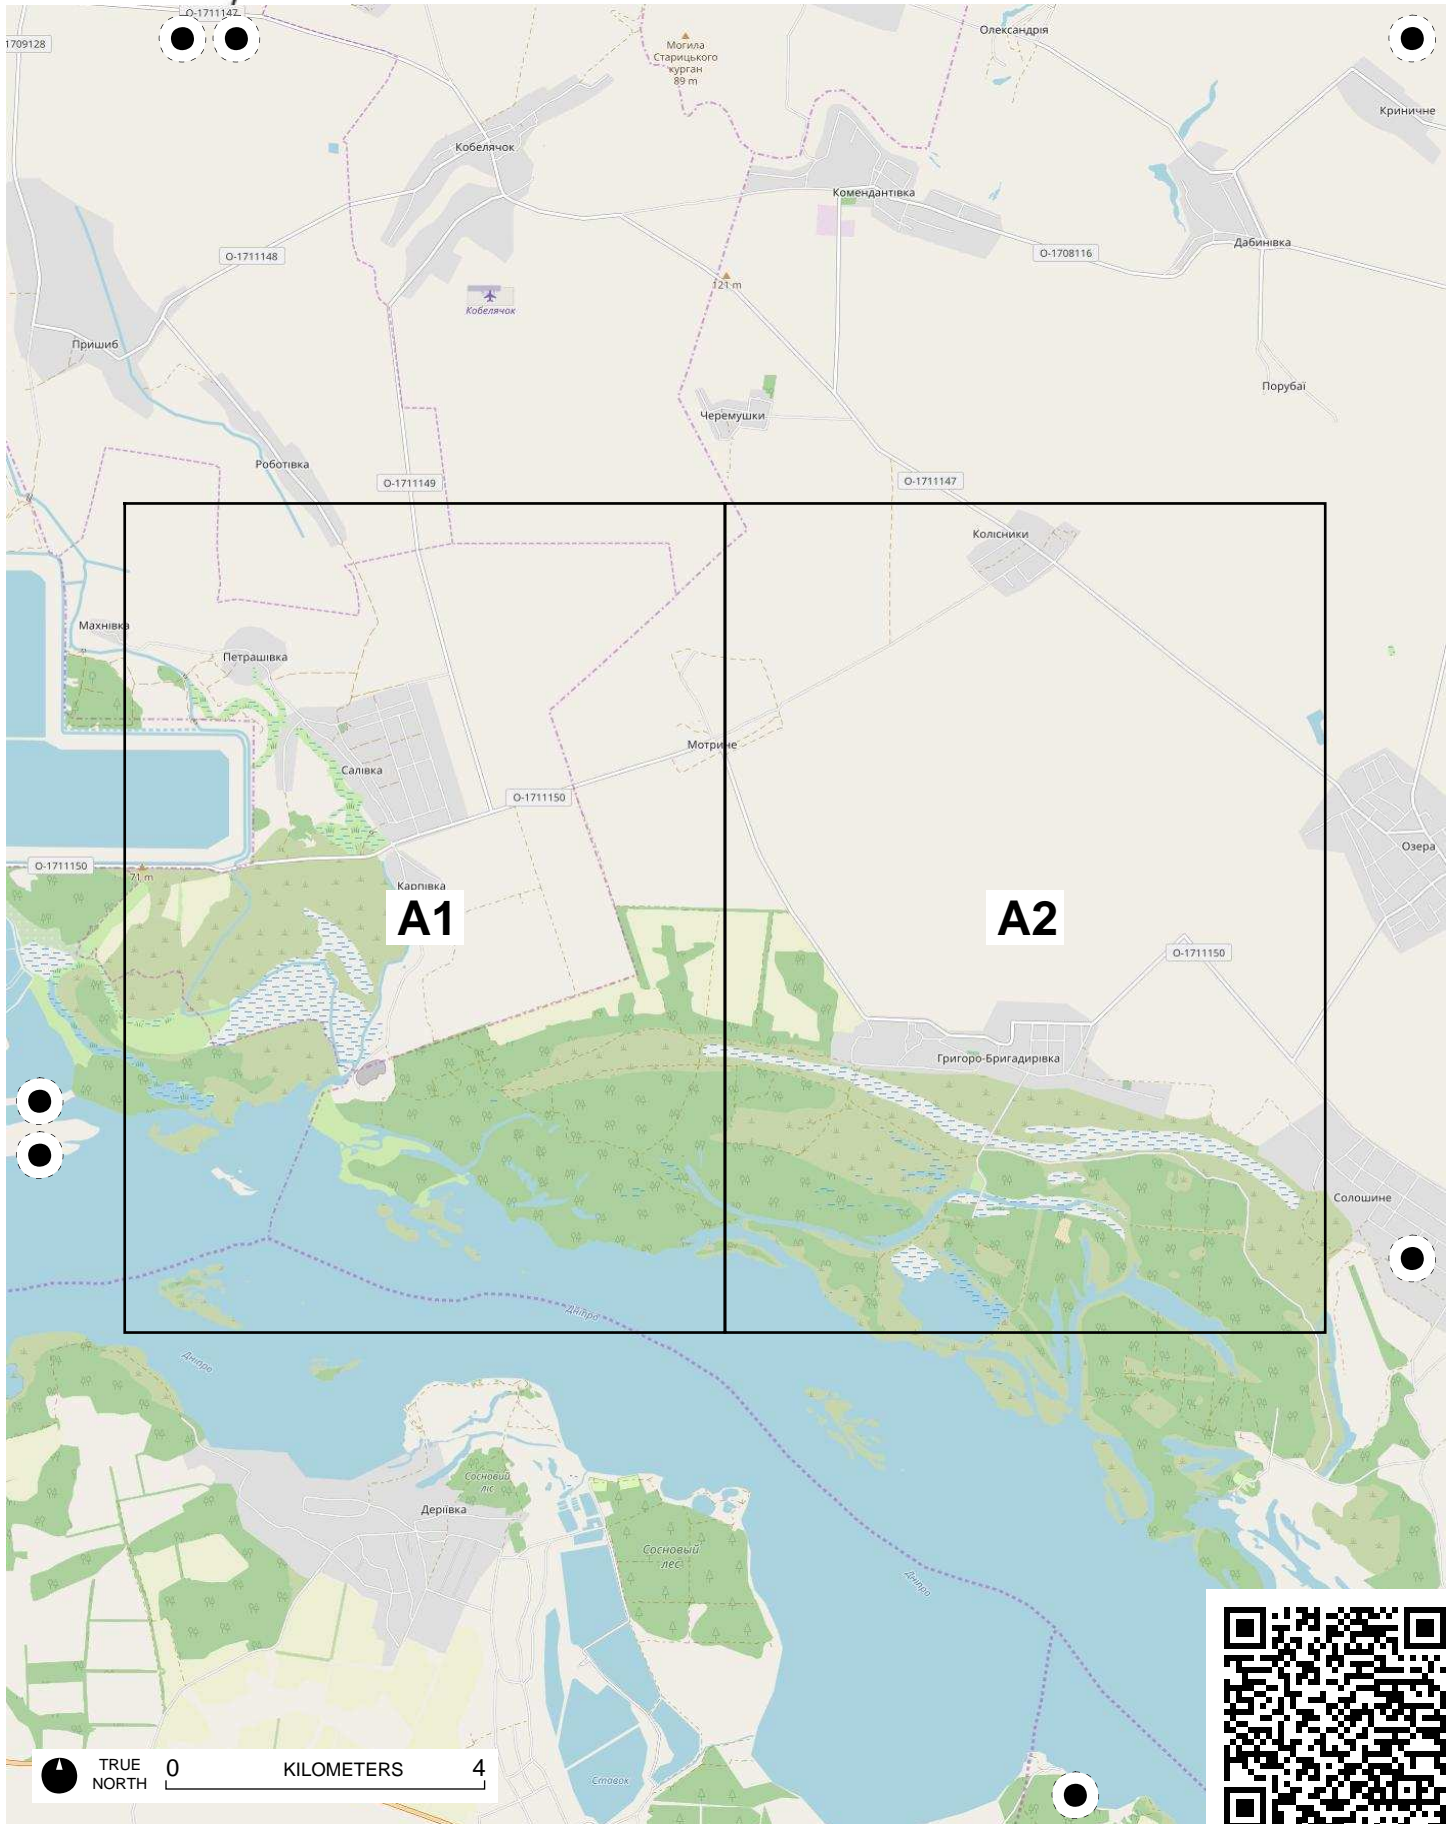 О-1711147
1709128
Могила
Старицького
курган
89 m
Олександрія
Криничне
Кобелячок
Комендантівка
Дабинівка
О-1711148
О-1708116
121 m
Кобелячок
Пришиб
Порубаї
Черемушки
Роботівка
О-1711149
О-1711147
Колісники
Махнівка
Петрашівка
Мотрине
Салівка
О-1711150
Озера
О-1711150
71 m
Карпівка
A1
A2
О-1711150
Григоро-Бригадирівка
Солошине
Дніпро
Дніпро
Сосновий
ліс
Деріївка
Сосновый
лес
Дніпро
TRUE
NORTH
0
KILOMETERS
4
Ставок